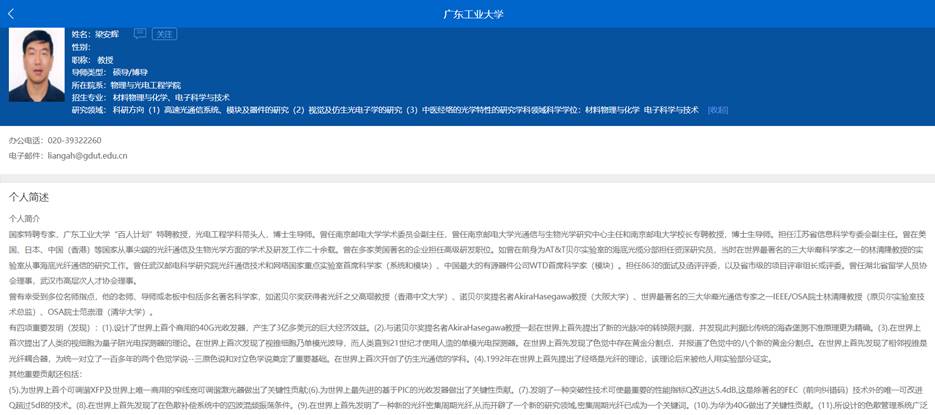 广东工业大学
姓名：梁安辉 关注
性别：
职称： 教授
导师类型： 硕导/博导
所在院系：物理与光电工程学院
招生专业： 材料物理与化学、电子科学与技术
研究领域： 科研方向（1）高速光通信系统、模块及器件的研究（2）视觉及仿生光电子学的研究（3）中医经络的光学特性的研究学科领域科学学位：材料物理与化学 电子科学与技术 [收起]
办公电话：020-39322260
电子邮件：liangah@gdut.edu.cn
个人简述
个人简介
国家特聘专家，广东工业大学“百人计划”特聘教授，光电工程学科带头人，博士生导师。曾任南京邮电大学学术委员会副主任，曾任南京邮电大学光通信与生物光学研究中心主任和南京邮电大学校长专聘教授，博士生导师。担任江苏省信息科学专委会副主任。曾在美
国、日本、中国（香港）等国家从事尖端的光纤通信及生物光学方面的学术及研发工作二十余载。曾在多家美国著名的企业担任高级研发职位。如曾在前身为AT&T贝尔实验室的海底光缆分部担任资深研究员，当时在世界最著名的三大华裔科学家之一的林清隆教授的实
验室从事海底光纤通信的研究工作。曾任武汉邮电科学研究院光纤通信技术和网络国家重点实验室首席科学家（系统和模块）、中国最大的有源器件公司WTD首席科学家（模块）。担任863的面试及函评评委，以及省市级的项目评审组长或评委。曾任湖北省留学人员协
会理事，武汉市高层次人才协会理事。
曾有幸受到多位名师指点，他的老师、导师或老板中包括多名著名科学家，如诺贝尔奖获得者光纤之父高琨教授（香港中文大学）、诺贝尔奖提名者AkiraHasegawa教授（大阪大学）、世界最著名的三大华裔光通信专家之一IEEE/OSA院士林清隆教授（原贝尔实验室技
术总监）、OSA院士范崇澄（清华大学）。
有四项重要发明（发现）：(1).设计了世界上首个商用的40G光收发器，产生了3亿多美元的巨大经济效益。(2).与诺贝尔奖提名者AkiraHasegawa教授一起在世界上首先提出了新的光脉冲的转换限判据，并发现此判据比传统的海森堡测不准原理更为精确。(3).在世界上
首次提出了人类的视细胞为量子阱光电探测器的理论。在世界上首次发现了视锥细胞乃单模光波导，而人类直到21世纪才使用人造的单模光电探测器。在世界上首先发现了色觉中存在黄金分割点，并报道了色觉中的八个新的黄金分割点。在世界上首先发现了相邻视锥是
光纤耦合器，为统一对立了一百多年的两个色觉学说--三原色说和对立色学说奠定了重要基础。在世界上首次开创了仿生光通信的学科。(4).1992年在世界上首先提出了经络是光纤的理论，该理论后来被他人用实验部分证实。
其他重要贡献还包括：
(5).为世界上首个可调谐XFP及世界上唯一商用的窄线宽可调谐激光器做出了关键性贡献;(6).为世界上最先进的基于PIC的光收发器做出了关键性贡献。(7).发明了一种突破性技术可使最重要的性能指标Q改进达5.4dB,这是除著名的FEC（前向纠错码）技术外的唯一可改进
Q超过5dB的技术。(8).在世界上首先发现了在色散补偿系统中的四波混频振荡条件。(9).在世界上首先发明了一种新的光纤密集周期光纤,从而开辟了一个新的研究领域,密集周期光纤已成为一个关键词。(10).为华为40G做出了关键性贡献。(11).所设计的色散管理系统广泛